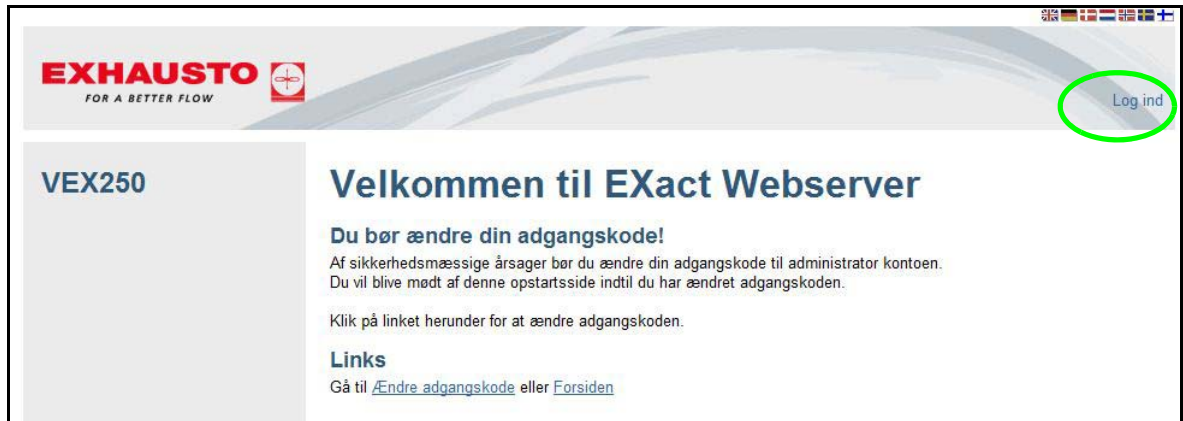 EXHAUSTO
FOR A BETTER FLOW
Log ind
VEX250
Velkommen til EXact Webserver
Du bør ændre din adgangskode!
Af sikkerhedsmæssige årsager bør du ændre din adgangskode til administrator kontoen.
Du vil blive mødt af denne opstartsside indtil du har ændret adgangskoden.
Klik på linket herunder for at ændre adgangskoden.
Links
Gå til Ændre adgangskode eller Forsiden